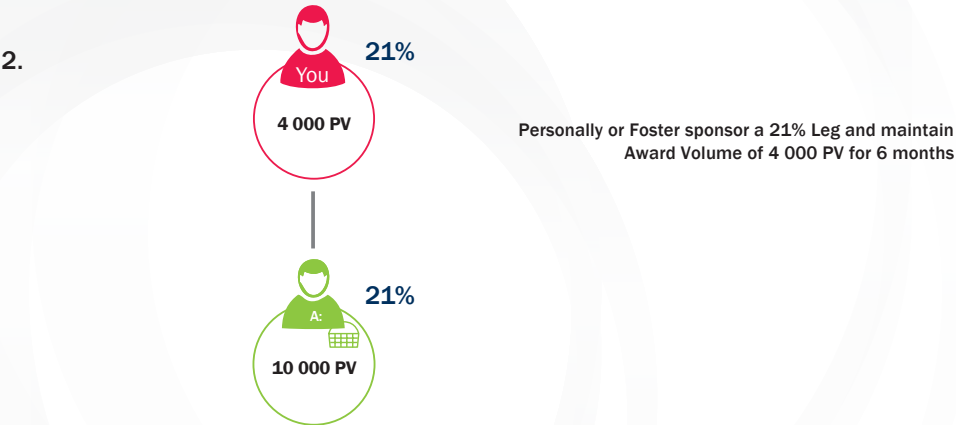 2.
21%
You
4 000 PV
Personally or Foster sponsor a 21% Leg and maintain
Award Volume of 4 000 PV for 6 months
21%
A:
10 000 PV